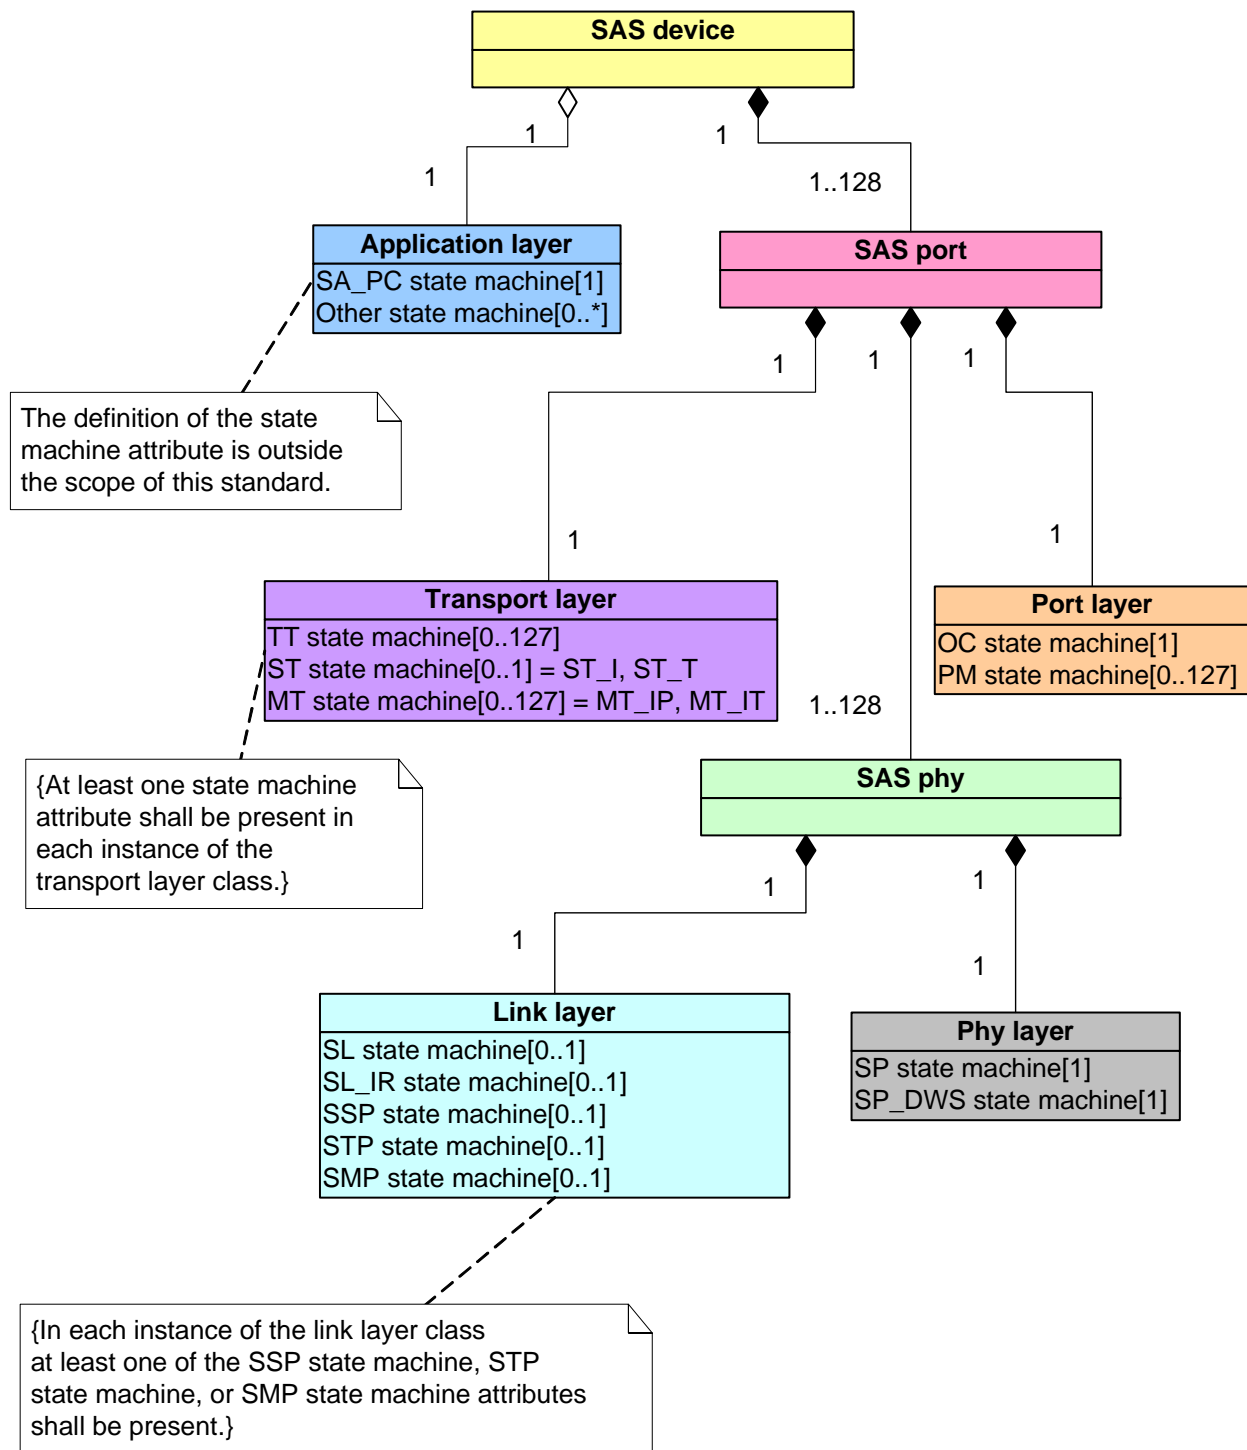 SAS device
1
1
1
1..128
Application layer
SA_PC state machine[1]
Other state machine[0..*]
SAS port
1
1
1
The definition of the state
machine attribute is outside
the scope of this standard.
1
1
Transport layer
TT state machine[0..127]
ST state machine[0..1] = ST_I, ST_T
MT state machine[0..127] = MT_IP, MT_IT
Port layer
OC state machine[1]
PM state machine[0..127]
1..128
{At least one state machine
attribute shall be present in
each instance of the
transport layer class.}
SAS phy
1
1
1
1
Link layer
SL state machine[0..1]
SL_IR state machine[0..1]
SSP state machine[0..1]
STP state machine[0..1]
SMP state machine[0..1]
Phy layer
SP state machine[1]
SP_DWS state machine[1]
{In each instance of the link layer class
at least one of the SSP state machine, STP
state machine, or SMP state machine attributes
shall be present.}